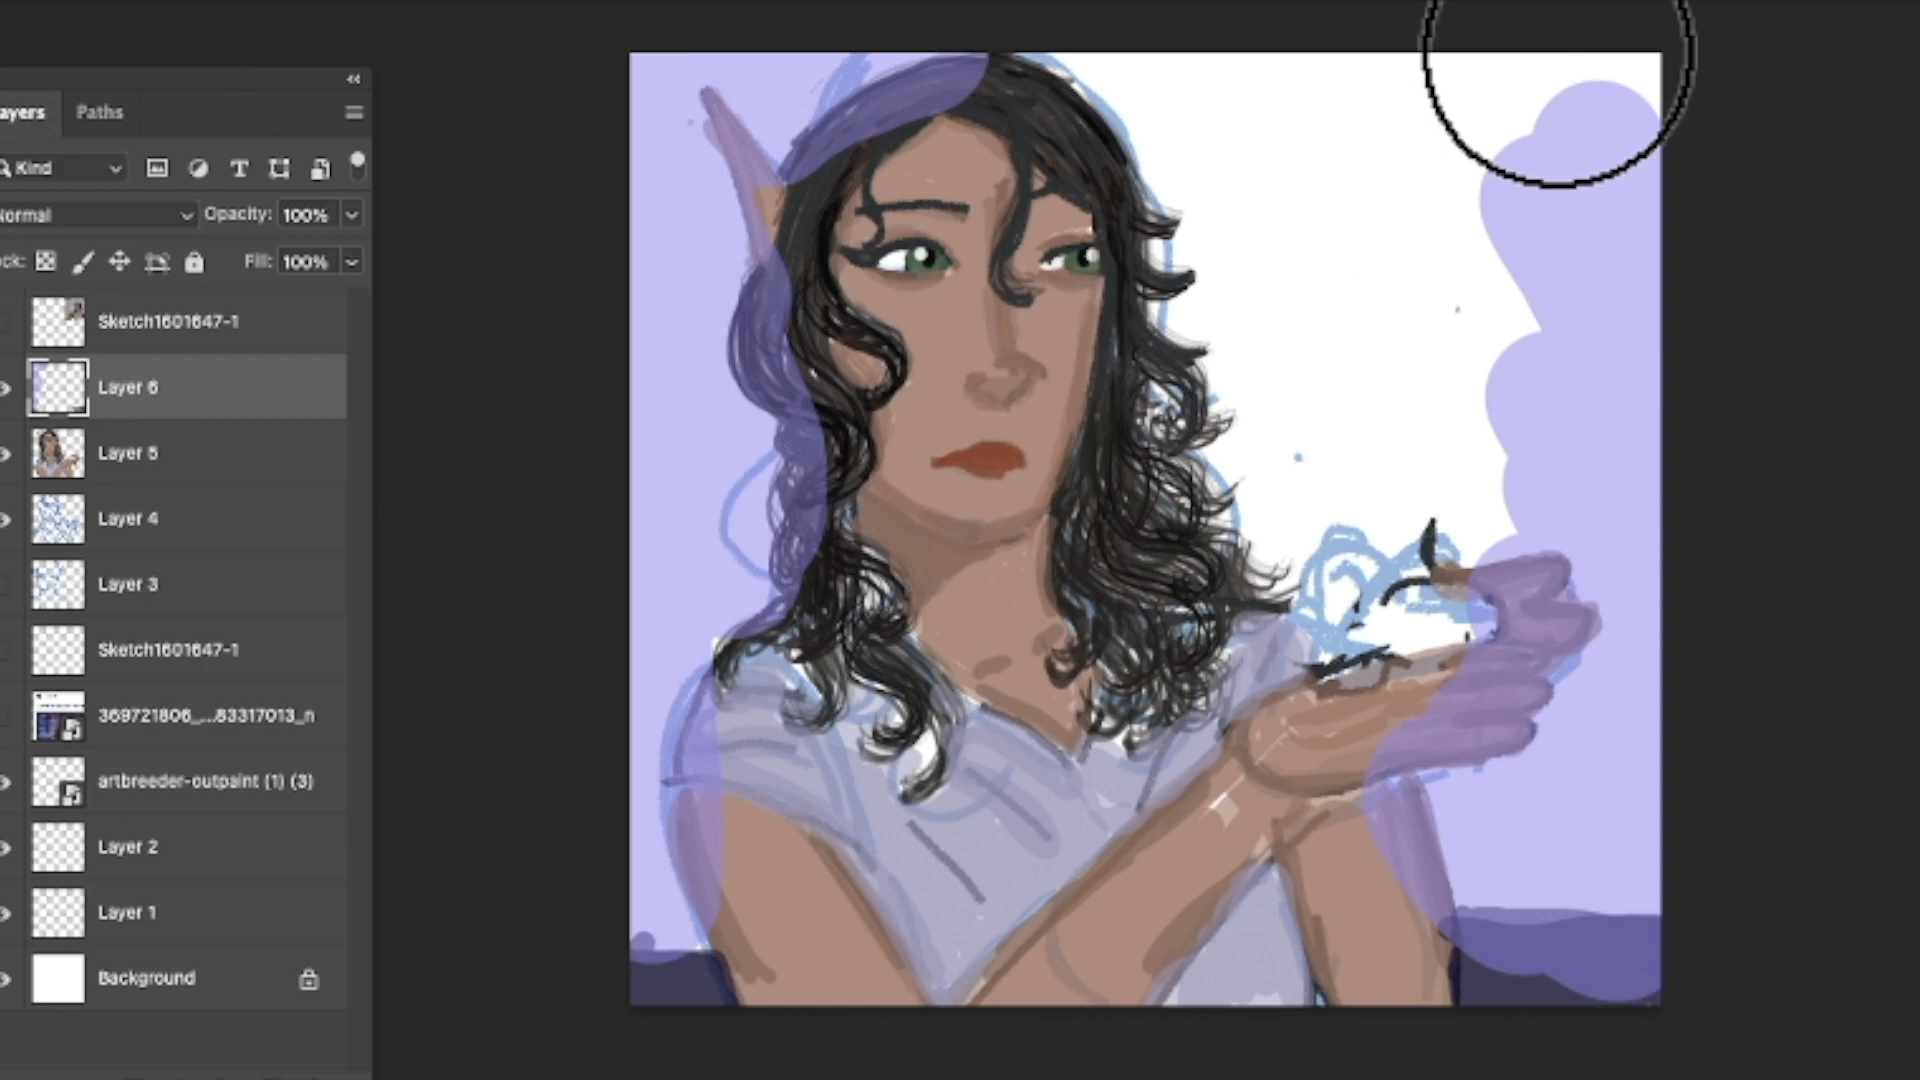 ayers Paths
Kind
Normal Opacity: 100%
ock: Fill: 100%
Sketch1601647-1
Layer 6
Layer 5
Layer 4
Layer 3
Sketch1601647-1
369721806_...83317013_n
artbreeder-outpaint (1) (3)
Layer 2
Layer 1
Background